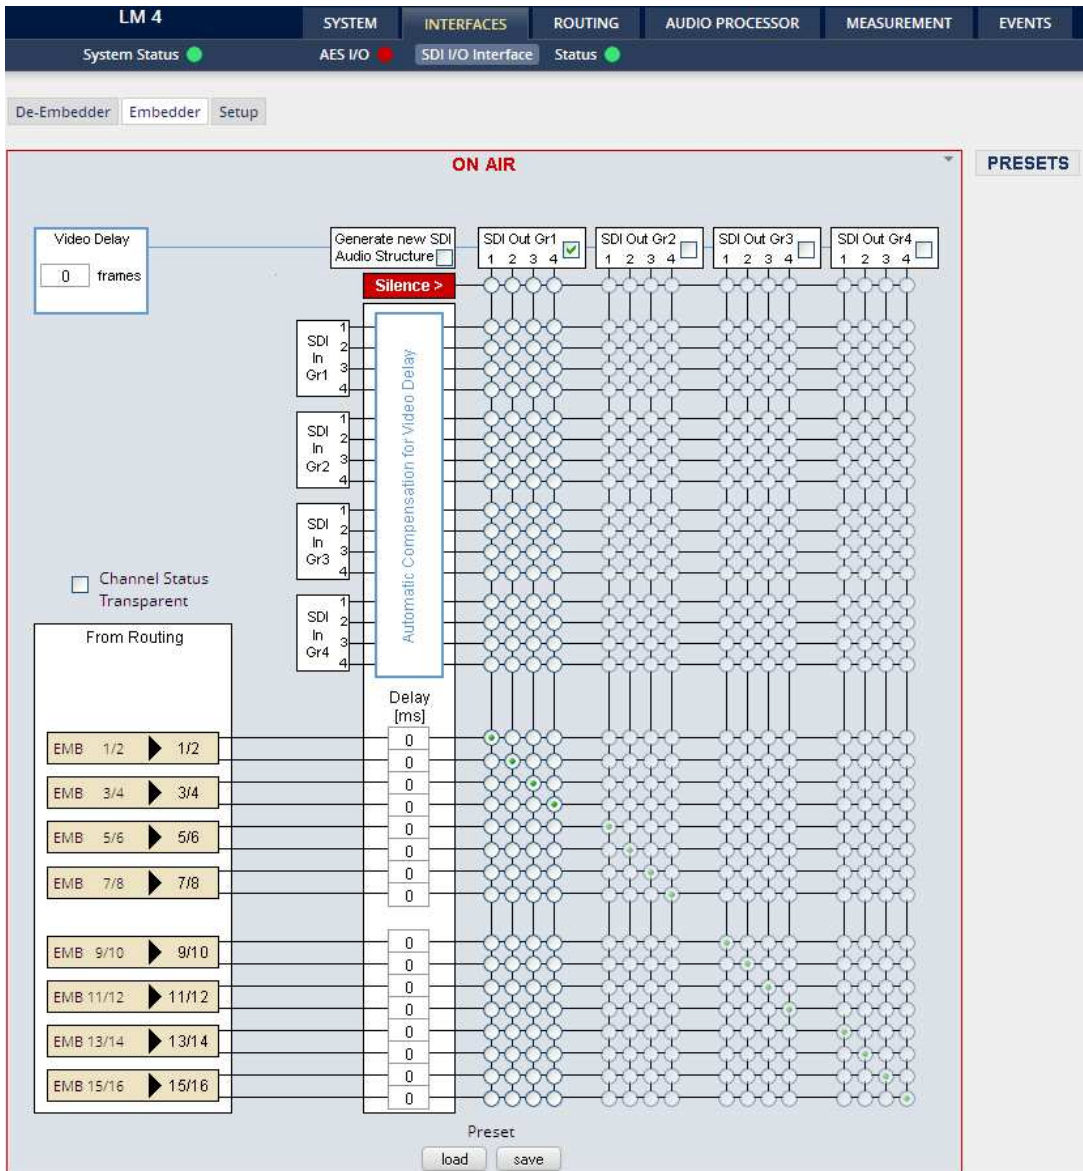 LM 4
SYSTEM
INTERFACES
ROUTING
AUDIO PROCESSOR
MEASUREMENT
EVENTS
System Status
AES I/O
SDI I/O Interface
Status
De-Embedder
Embedder
Setup
ON AIR
PRESETS
Video Delay
0 frames
Generate new SDI
Audio Structure
SDI Out Gr1
1 2 3 4
SDI Out Gr2
1 2 3 4
SDI Out Gr3
1 2 3 4
SDI Out Gr4
1 2 3 4
Silence >
SDI
In
Gr1
1
2
3
4
SDI
In
Gr2
1
2
3
4
SDI
In
Gr3
1
2
3
4
SDI
In
Gr4
1
2
3
4
Automatic Compensation for Video Delay
Channel Status
Transparent
From Routing
Delay
[ms]
EMB 1/2 1/2
0
0
EMB 3/4 3/4
0
0
EMB 5/6 5/6
0
0
EMB 7/8 7/8
0
0
EMB 9/10 9/10
0
0
EMB 11/12 11/12
0
0
EMB 13/14 13/14
0
0
EMB 15/16 15/16
0
0
Preset
load
save